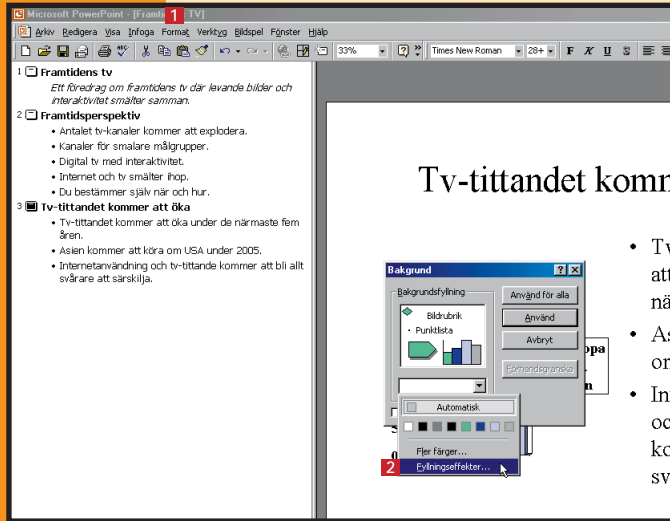 Microsoft PowerPoint - [Framti 1 TV]
Arkiv Redigera Visa Infoga Format Verktyg Bildspel Fönster Hjälp
33% Times New Roman 28+ F K U S
1 Framtidens tv
Ett föredrag om framtidens tv där levande bilder och
interaktivitet smälter samman.
2 Framtidsperspektiv
• Antalet tv-kanaler kommer att explodera.
• Kanaler för smalare målgrupper.
• Digital tv med interaktivitet.
• Internet och tv smälter ihop.
• Du bestämmer själv när och hur.
3 Tv-tittandet kommer att öka
• Tv-tittandet kommer att öka under de närmaste fem
åren.
• Asien kommer att köra om USA under 2005.
• Internetanvändning och tv-tittande kommer att bli allt
svårare att särskilja.
Tv-tittandet komm
• Tv
att
nä
• As
om
• In
oc
ko
sv
opa
n
Bakgrund
Bakgrundsfyllning
Bildrubrik
• Punktlista
Använd för alla
Använd
Avbryt
Förhandsgranska
Automatisk
Fler färger...
2 Fyllningseffekter...